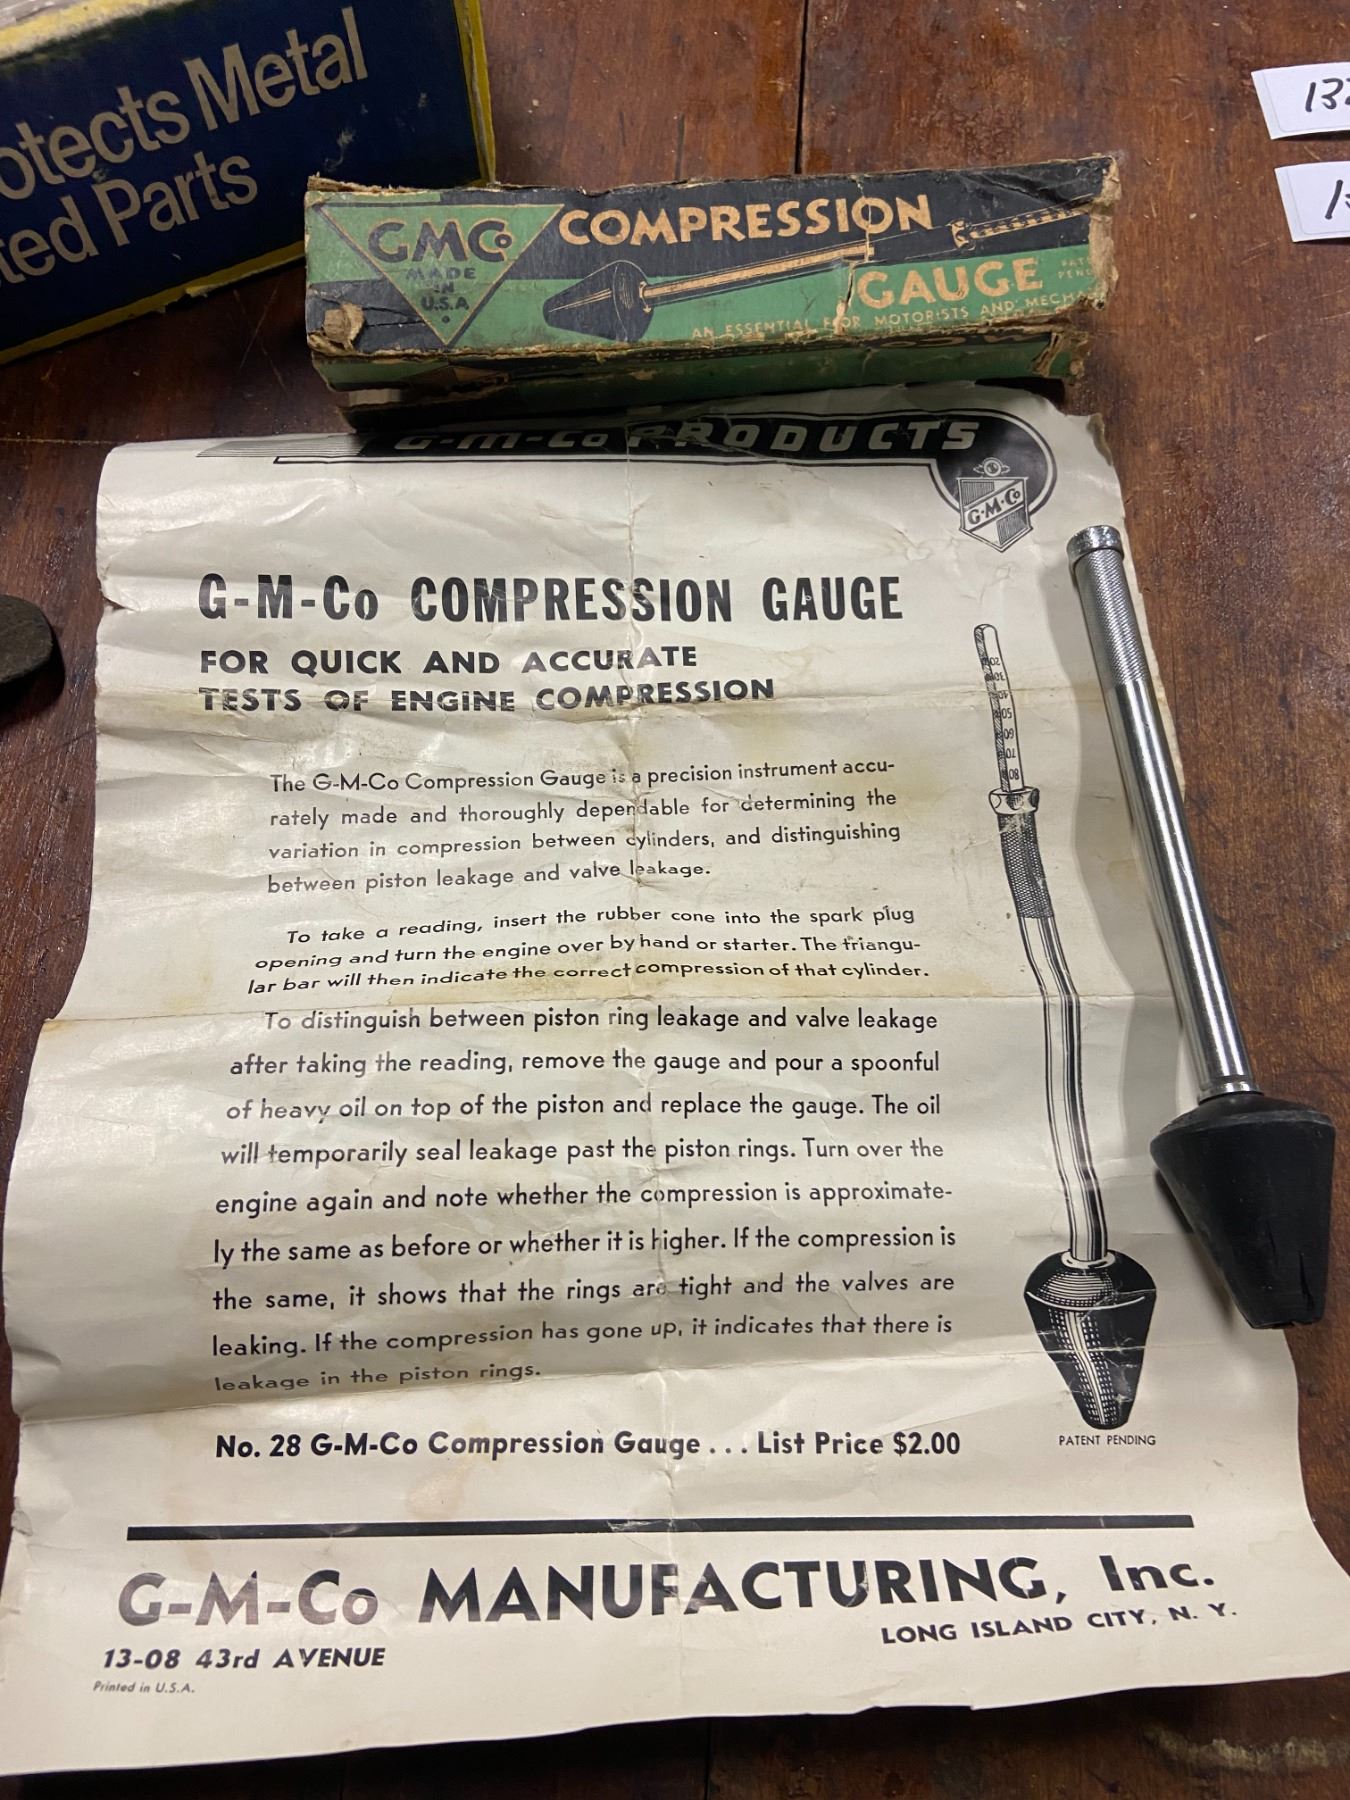 Protects Metal
Parts
132
GMCo
MADE
IN
U.S.A
COMPRESSION
GAUGE
AN ESSENTIAL FOR MOTORISTS AND
G-M-Co PRODUCTS
G-M-Co
G-M-Co COMPRESSION GAUGE
FOR QUICK AND ACCURATE
TESTS OF ENGINE COMPRESSION
The G-M-Co Compression Gauge is a precision instrument accu-
rately made and thoroughly dependable for determining the
variation in compression between cylinders, and distinguishing
between piston leakage and valve leakage.
To take a reading, insert the rubber cone into the spark plug
opening and turn the engine over by hand or starter. The triangu-
lar bar will then indicate the correct compression of that cylinder.
To distinguish between piston ring leakage and valve leakage
after taking the reading, remove the gauge and pour a spoonful
of heavy oil on top of the piston and replace the gauge. The oil
will temporarily seal leakage past the piston rings. Turn over the
engine again and note whether the compression is approximate-
ly the same as before or whether it is higher. If the compression is
the same, it shows that the rings are tight and the valves are
leaking. If the compression has gone up, it indicates that there is
leakage in the piston rings.
20
30
40
50
60
70
80
PATENT PENDING
No. 28 G-M-Co Compression Gauge . . . List Price $2.00
G-M-Co MANUFACTURING, Inc.
13-08 43rd AVENUE
LONG ISLAND CITY, N. Y.
Printed in U.S.A.